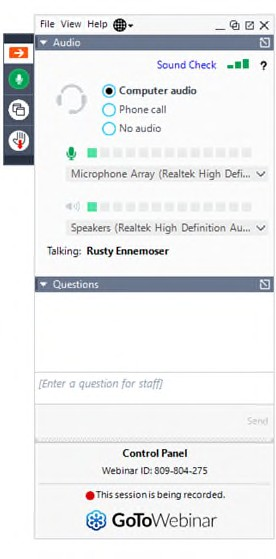 File View Help
Audio
Sound Check ?
Computer audio
Phone call
No audio
Microphone Array (Realtek High Defi...
Speakers (Realtek High Definition Au...
Talking: Rusty Ennemoser
Questions
[Enter a question for staff]
Send
Control Panel
Webinar ID: 809-804-275
This session is being recorded.
GoToWebinar